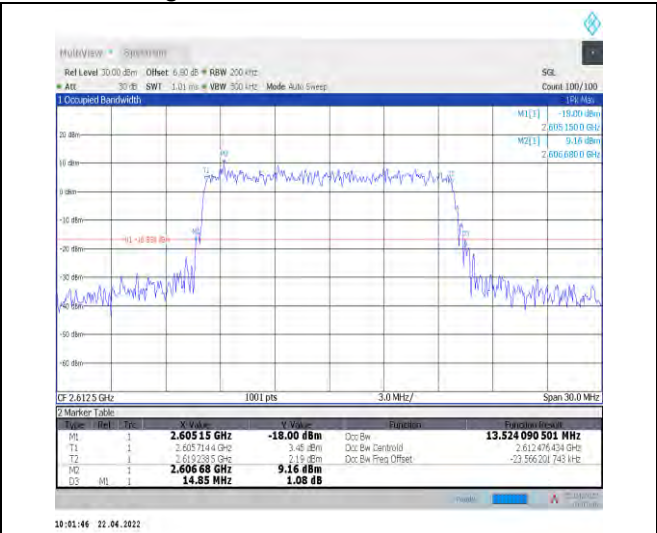 MultiView Spectrum
Ref Level 30.00 dBm Offset 6.80 dB RBW 200 kHz SGL
Att 30 dB SWT 1.01 ms VBW 500 kHz Mode Auto Sweep Count 100/100
1 Occupied Bandwidth 1Pk Max
M1[1] -18.00 dBm
2.605 150 0 GHz
M2[1] 9.16 dBm
2.606 680 0 GHz
20 dBm
10 dBm
M2
T1
0 dBm
-10 dBm
-20 dBm
-30 dBm
-40 dBm
-50 dBm
-60 dBm
CF 2.6125 GHz 1001 pts 3.0 MHz/ Span 30.0 MHz
2 Marker Table
Type Ref Trc X Value Y Value Function Function Result
M1 1 2.605 15 GHz -18.00 dBm Occ Bw 13.524 090 501 MHz
T1 1 2.605 714 4 GHz 3.45 dBm Occ Bw Centroid 2.612 476 434 GHz
T2 1 2.619 238 5 GHz 2.19 dBm Occ Bw Freq Offset -23.566 201 743 kHz
M2 1 2.606 68 GHz 9.16 dBm
D3 M1 1 14.85 MHz 1.08 dB
10:01:46 22.04.2022